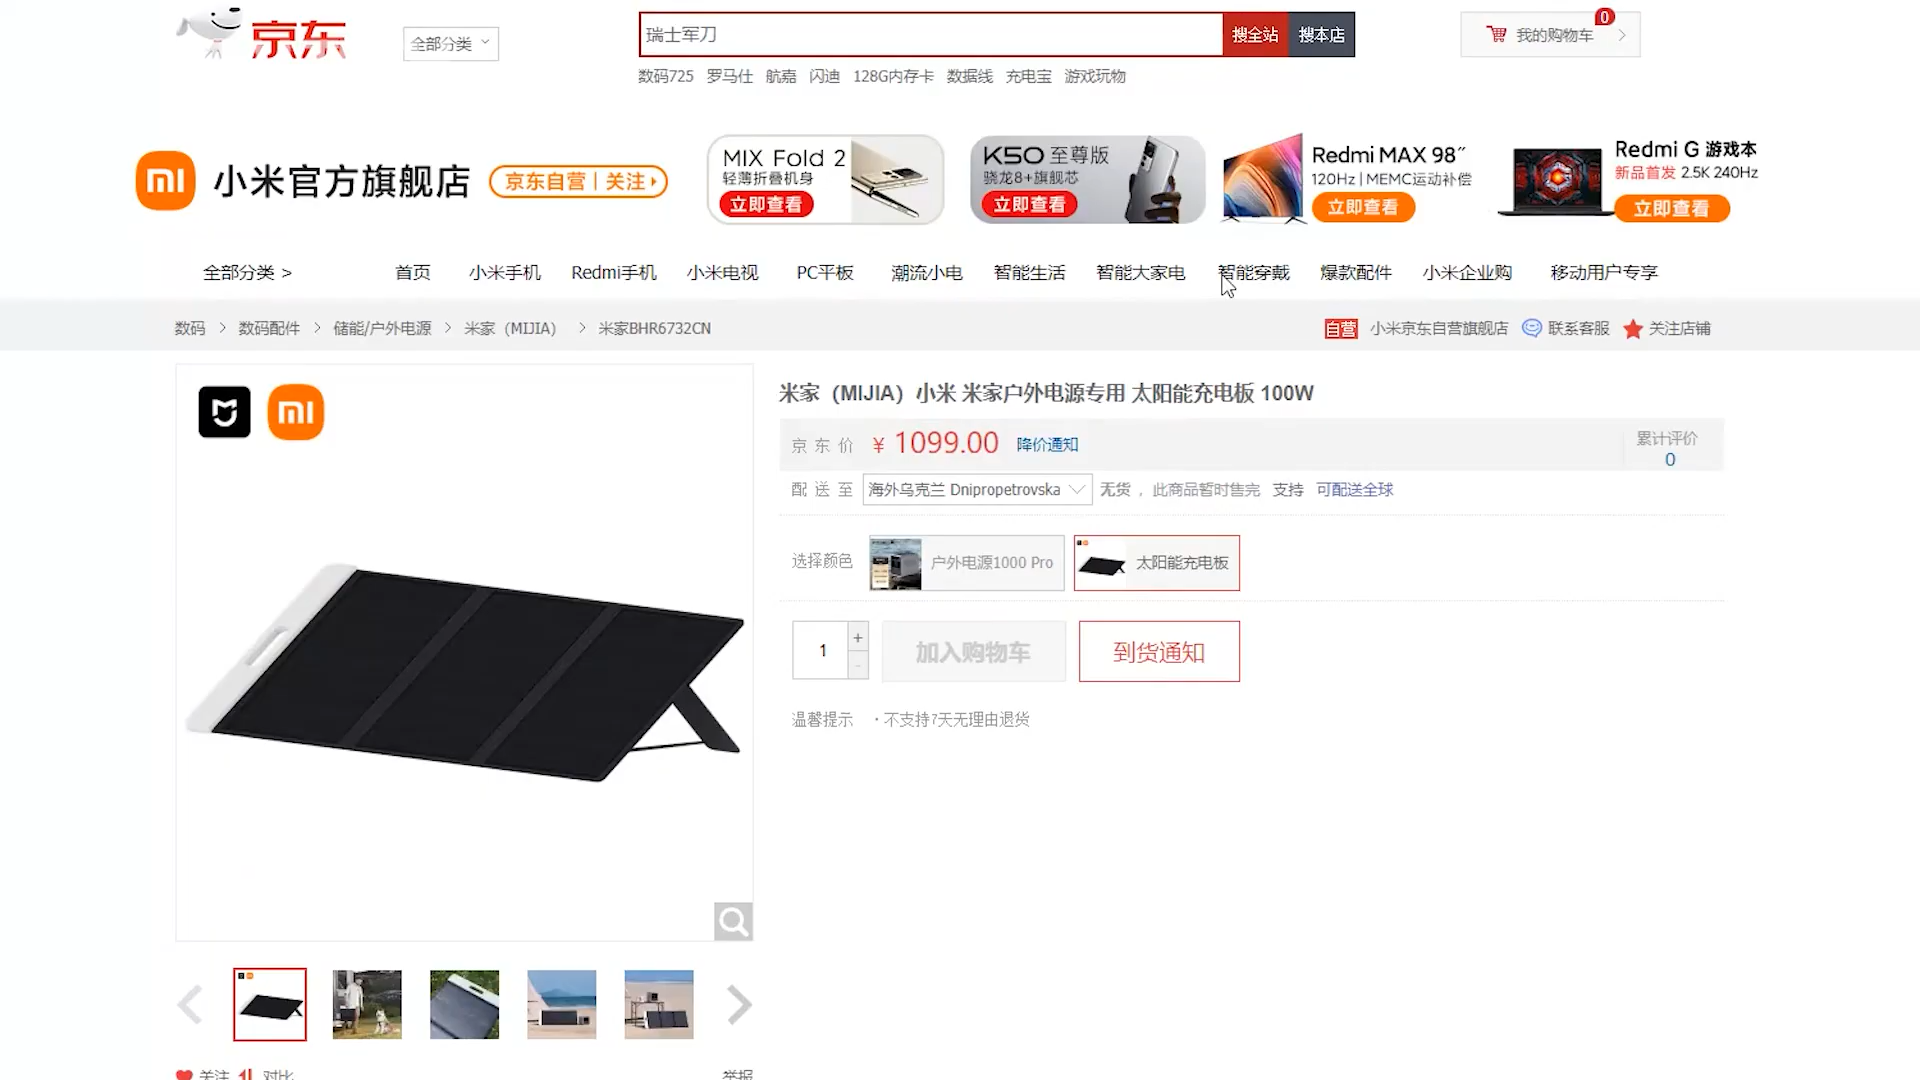 京东
全部分类
瑞士军刀
搜全站
搜本店
0
我的购物车
数码725 罗马仕 航嘉 闪迪 128G内存卡 数据线 充电宝 游戏玩物
小米官方旗舰店
京东自营 | 关注
MIX Fold 2
轻薄折叠机身
立即查看
K50 至尊版
骁龙8+旗舰芯
立即查看
Redmi MAX 98″
120Hz | MEMC运动补偿
立即查看
Redmi G 游戏本
新品首发 2.5K 240Hz
立即查看
全部分类 > 首页 小米手机 Redmi手机 小米电视 PC平板 潮流小电 智能生活 智能大家电 智能穿戴 爆款配件 小米企业购 移动用户专享
数码 > 数码配件 > 储能/户外电源 > 米家（MIJIA） > 米家BHR6732CN
自营 小米京东自营旗舰店 联系客服 关注店铺
米家（MIJIA）小米 米家户外电源专用 太阳能充电板 100W
京东价 ￥ 1099.00 降价通知
累计评价
0
配送至 海外乌克兰 Dnipropetrovska 无货，此商品暂时售完 支持 可配送全球
选择颜色 户外电源1000 Pro 太阳能充电板
1 + -
加入购物车
到货通知
温馨提示 ·不支持7天无理由退货
关注 对比
举报